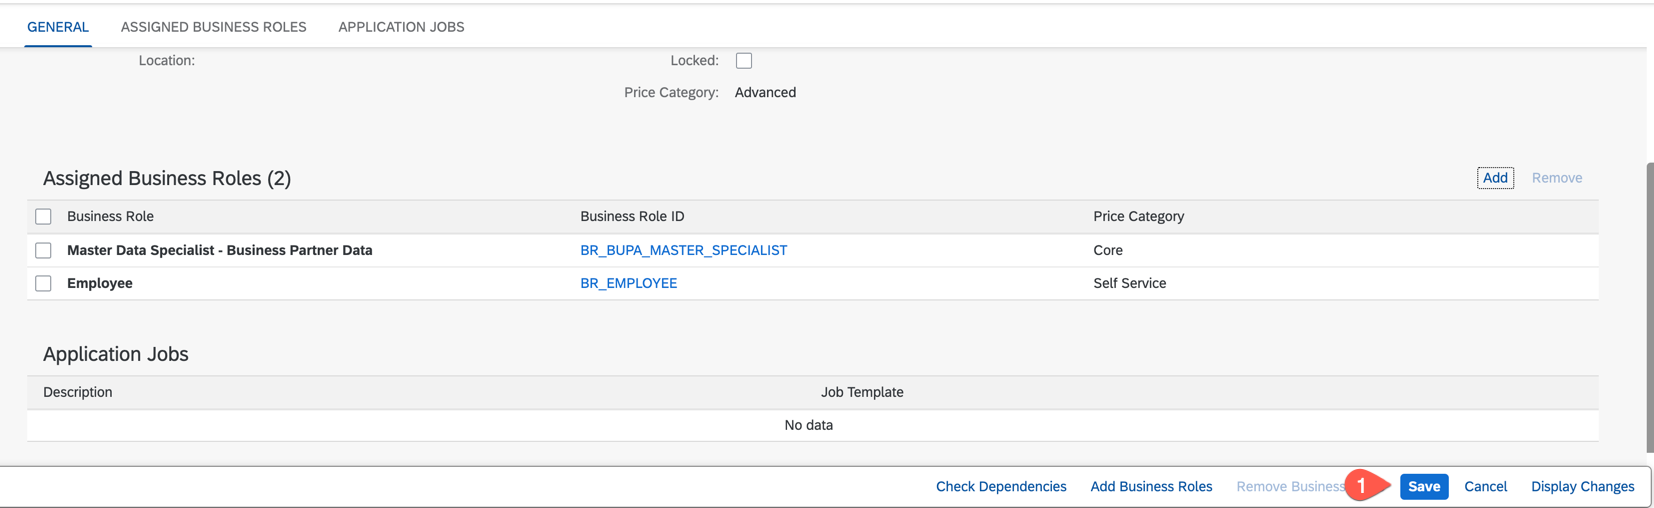 GENERAL ASSIGNED BUSINESS ROLES APPLICATION JOBS
Location: Locked:
Price Category: Advanced
Assigned Business Roles (2) Add Remove
Business Role Business Role ID Price Category
Master Data Specialist - Business Partner Data BR_BUPA_MASTER_SPECIALIST Core
Employee BR_EMPLOYEE Self Service
Application Jobs
Description Job Template
No data
Check Dependencies Add Business Roles Remove Business 1 Save Cancel Display Changes